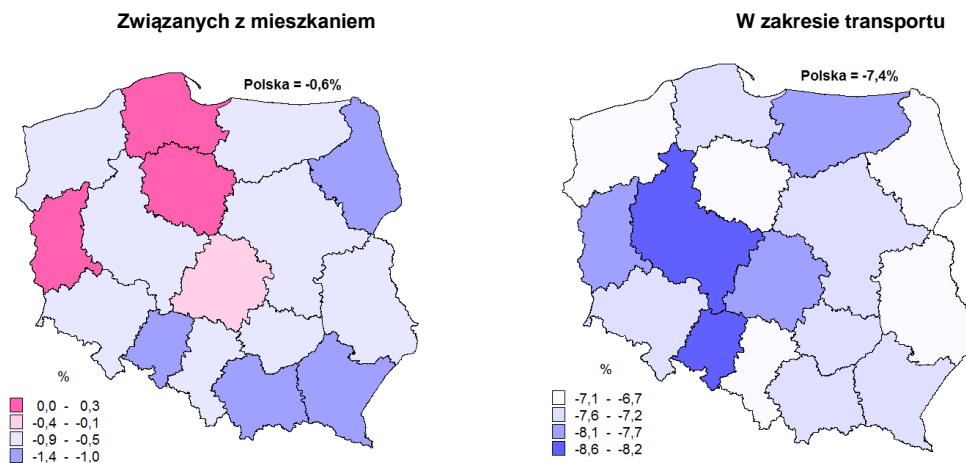 Związanych z mieszkaniem
Polska = -0,6%
%
0,0 - 0,3
-0,4 - -0,1
-0,9 - -0,5
-1,4 - -1,0
W zakresie transportu
Polska = -7,4%
%
-7,1 - -6,7
-7,6 - -7,2
-8,1 - -7,7
-8,6 - -8,2